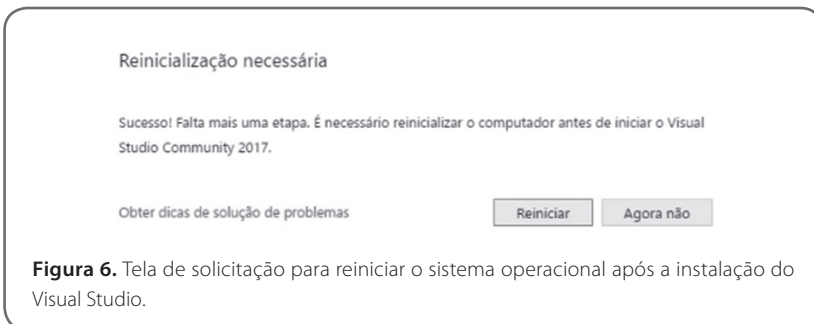 Reinicialização necessária
Sucesso! Falta mais uma etapa. É necessário reinicializar o computador antes de iniciar o Visual
Studio Community 2017.
Obter dicas de solução de problemas
Reiniciar
Agora não
Figura 6. Tela de solicitação para reiniciar o sistema operacional após a instalação do
Visual Studio.